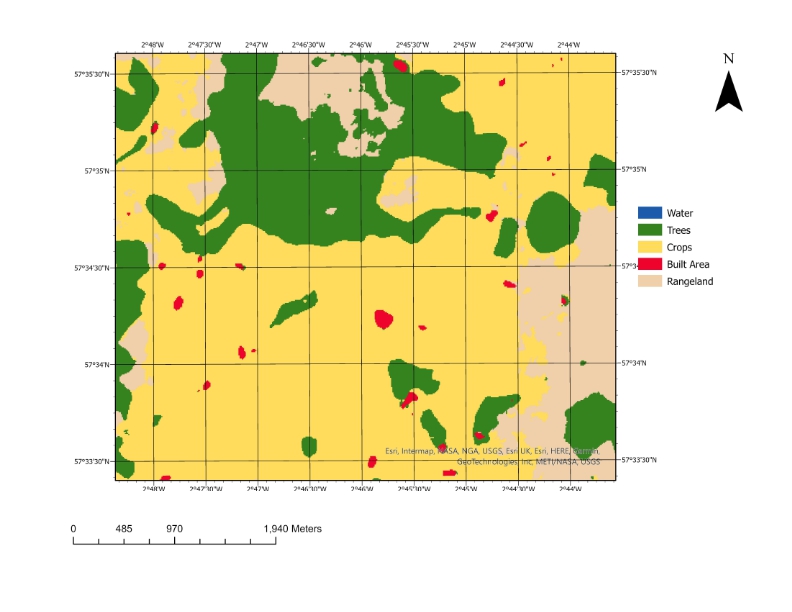 2°48'W 2°47'30"W 2°47'W 2°46'30"W 2°46'W 2°45'30"W 2°45'W 2°44'30"W 2°44'W
N
57°35'30"N 57°35'30"N
57°35'N 57°35'N
Water
Trees
Crops
Built Area
Rangeland
57°34'30"N 57°3
57°34'N 57°34'N
Esri, Intermap, NASA, NGA, USGS, Esri UK, Esri, HERE, Garmin,
GeoTechnologies, Inc, METI/NASA, USGS
57°33'30"N 57°33'30"N
2°48'W 2°47'30"W 2°47'W 2°46'30"W 2°46'W 2°45'30"W 2°45'W 2°44'30"W 2°44'W
0 485 970 1,940 Meters